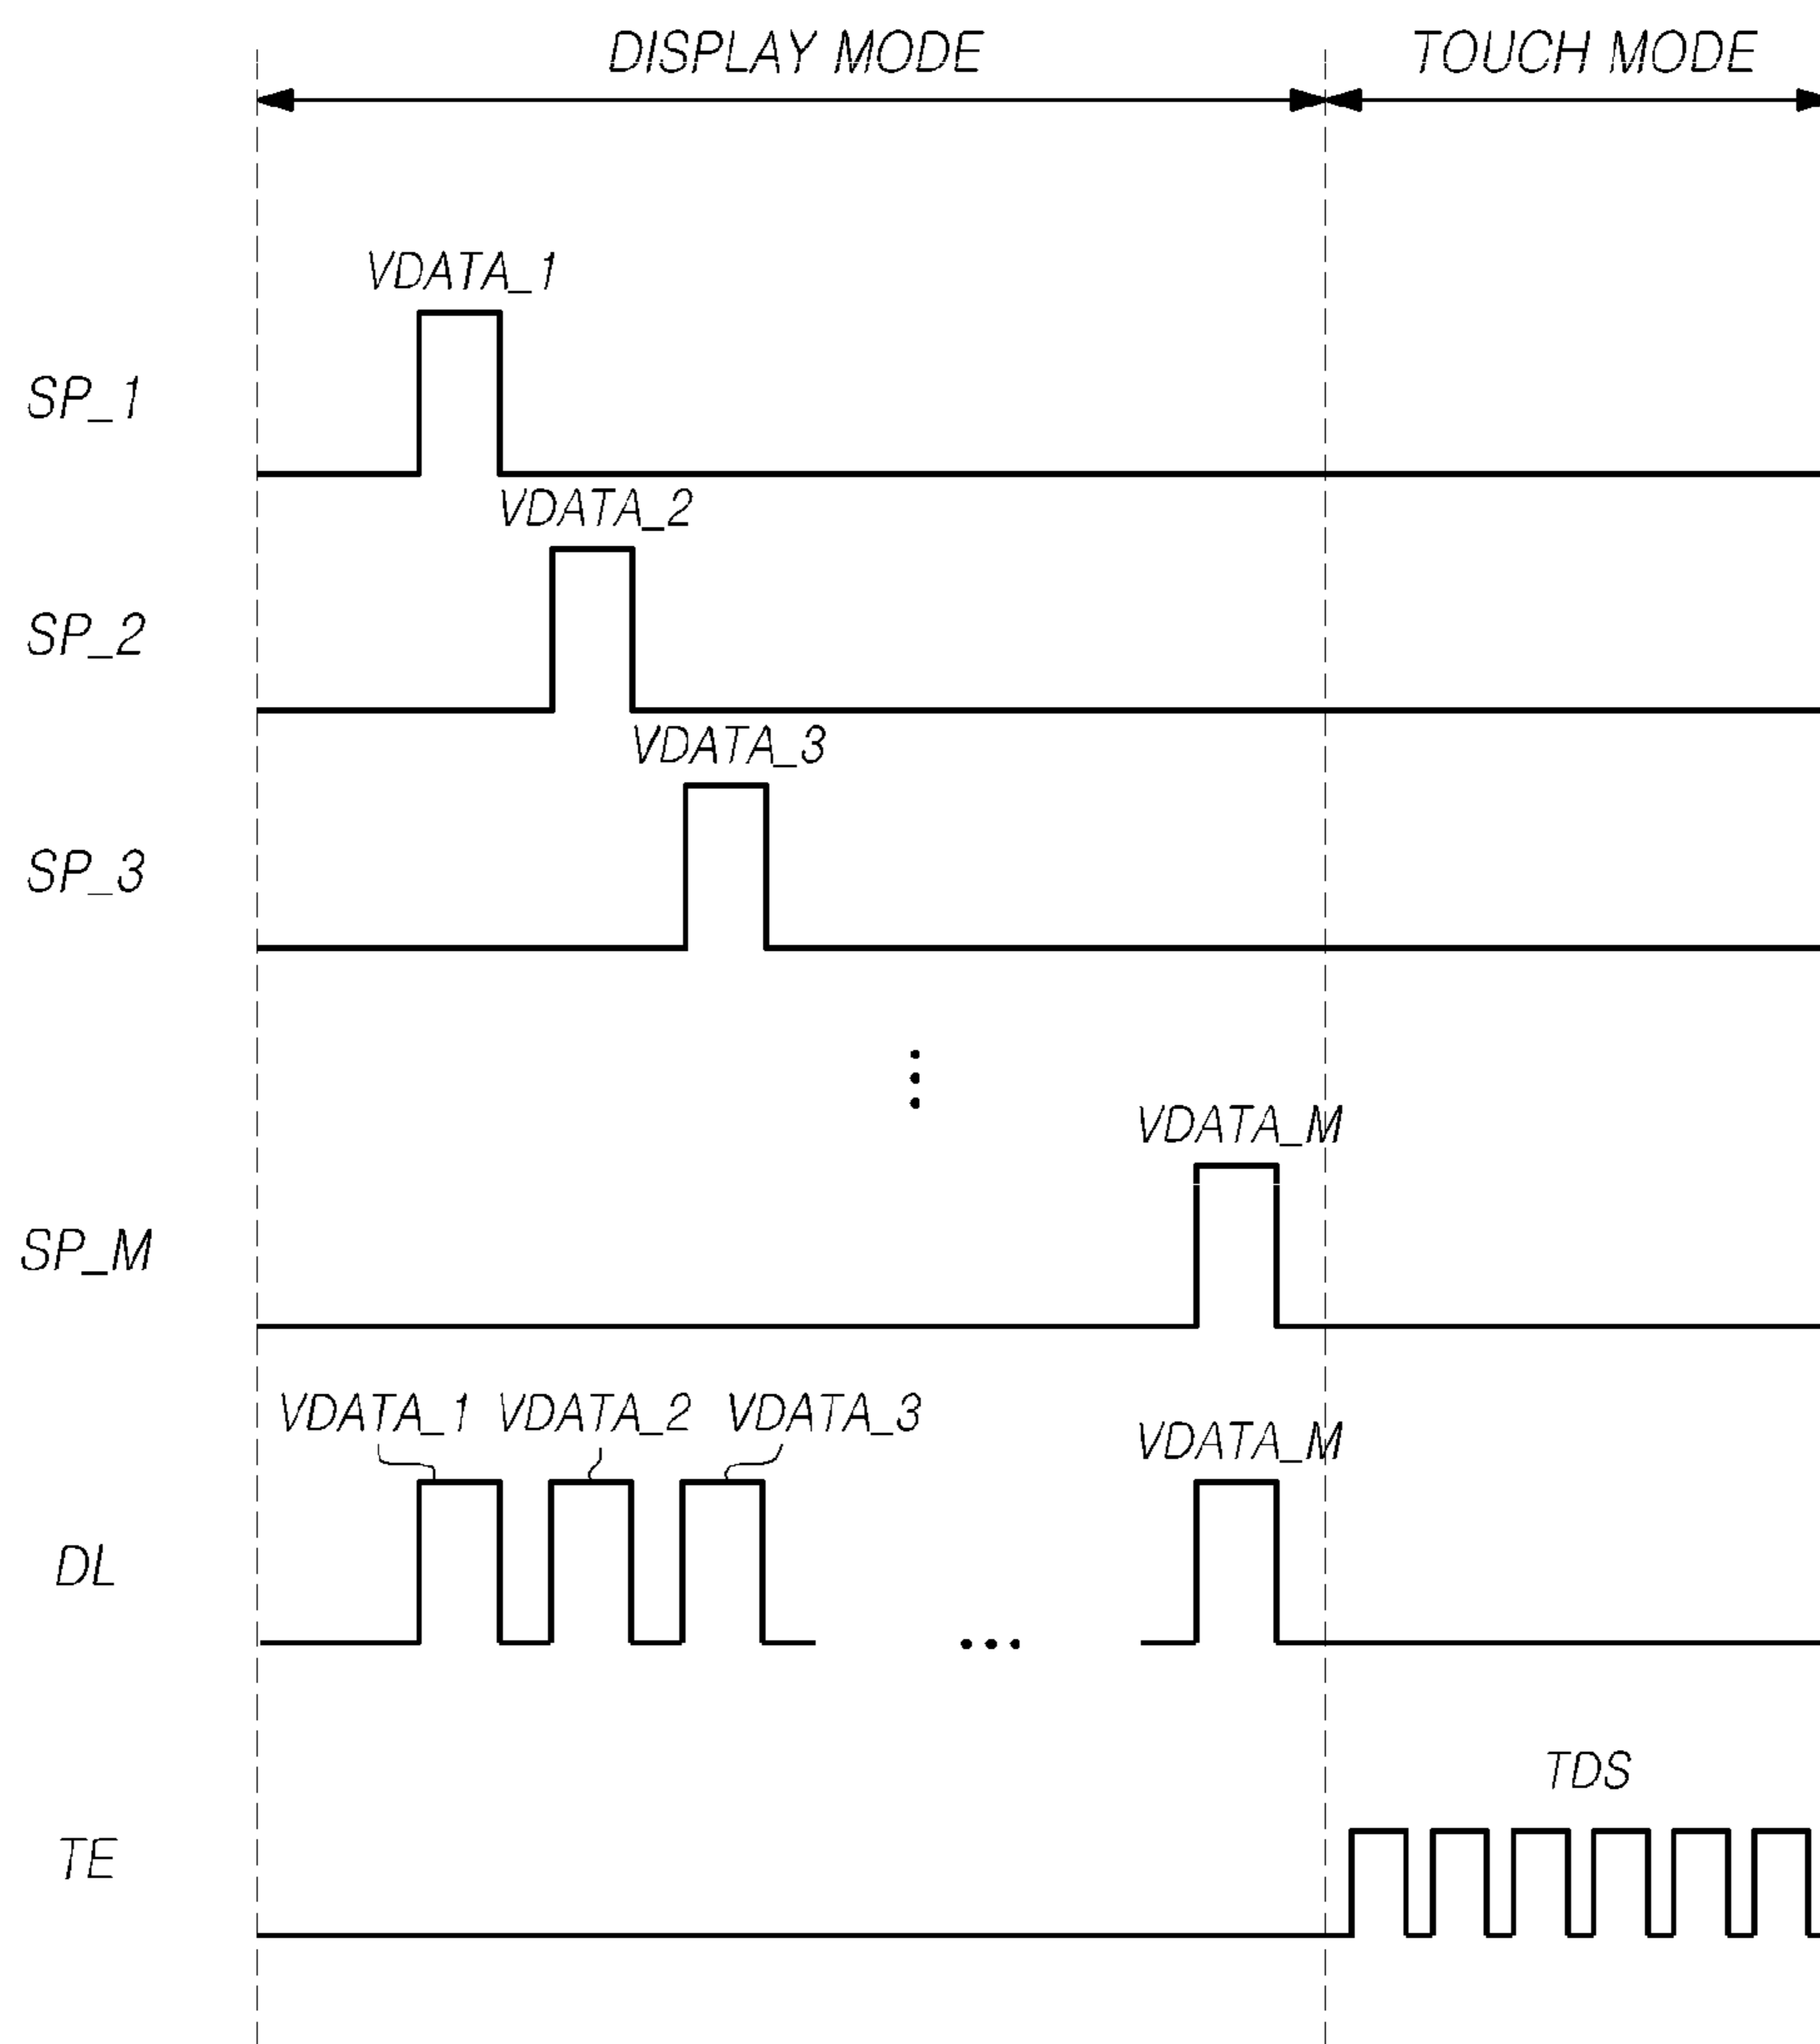 DISPLAY MODE TOUCH MODE
VDATA_1
SP_1
VDATA_2
SP_2
VDATA_3
SP_3
VDATA_M
SP_M
VDATA_1 VDATA_2 VDATA_3 VDATA_M
DL
TDS
TE